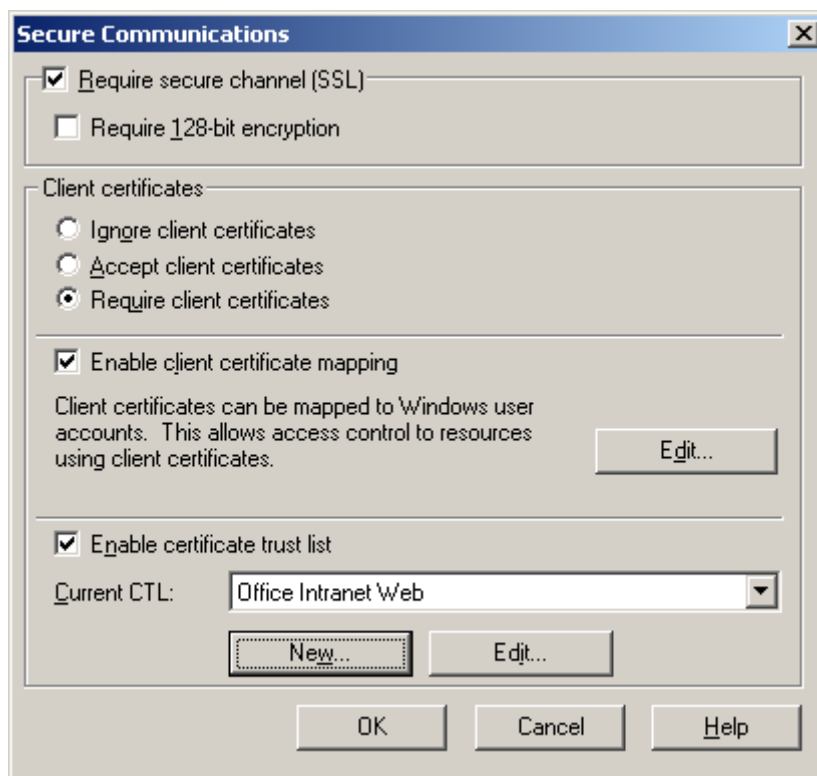 Secure Communications
Require secure channel (SSL)
Require 128-bit encryption
Client certificates
Ignore client certificates
Accept client certificates
Require client certificates
Enable client certificate mapping
Client certificates can be mapped to Windows user
accounts.  This allows access control to resources
using client certificates.
Edit...
Enable certificate trust list
Current CTL:
Office Intranet Web
New...
Edit...
OK
Cancel
Help